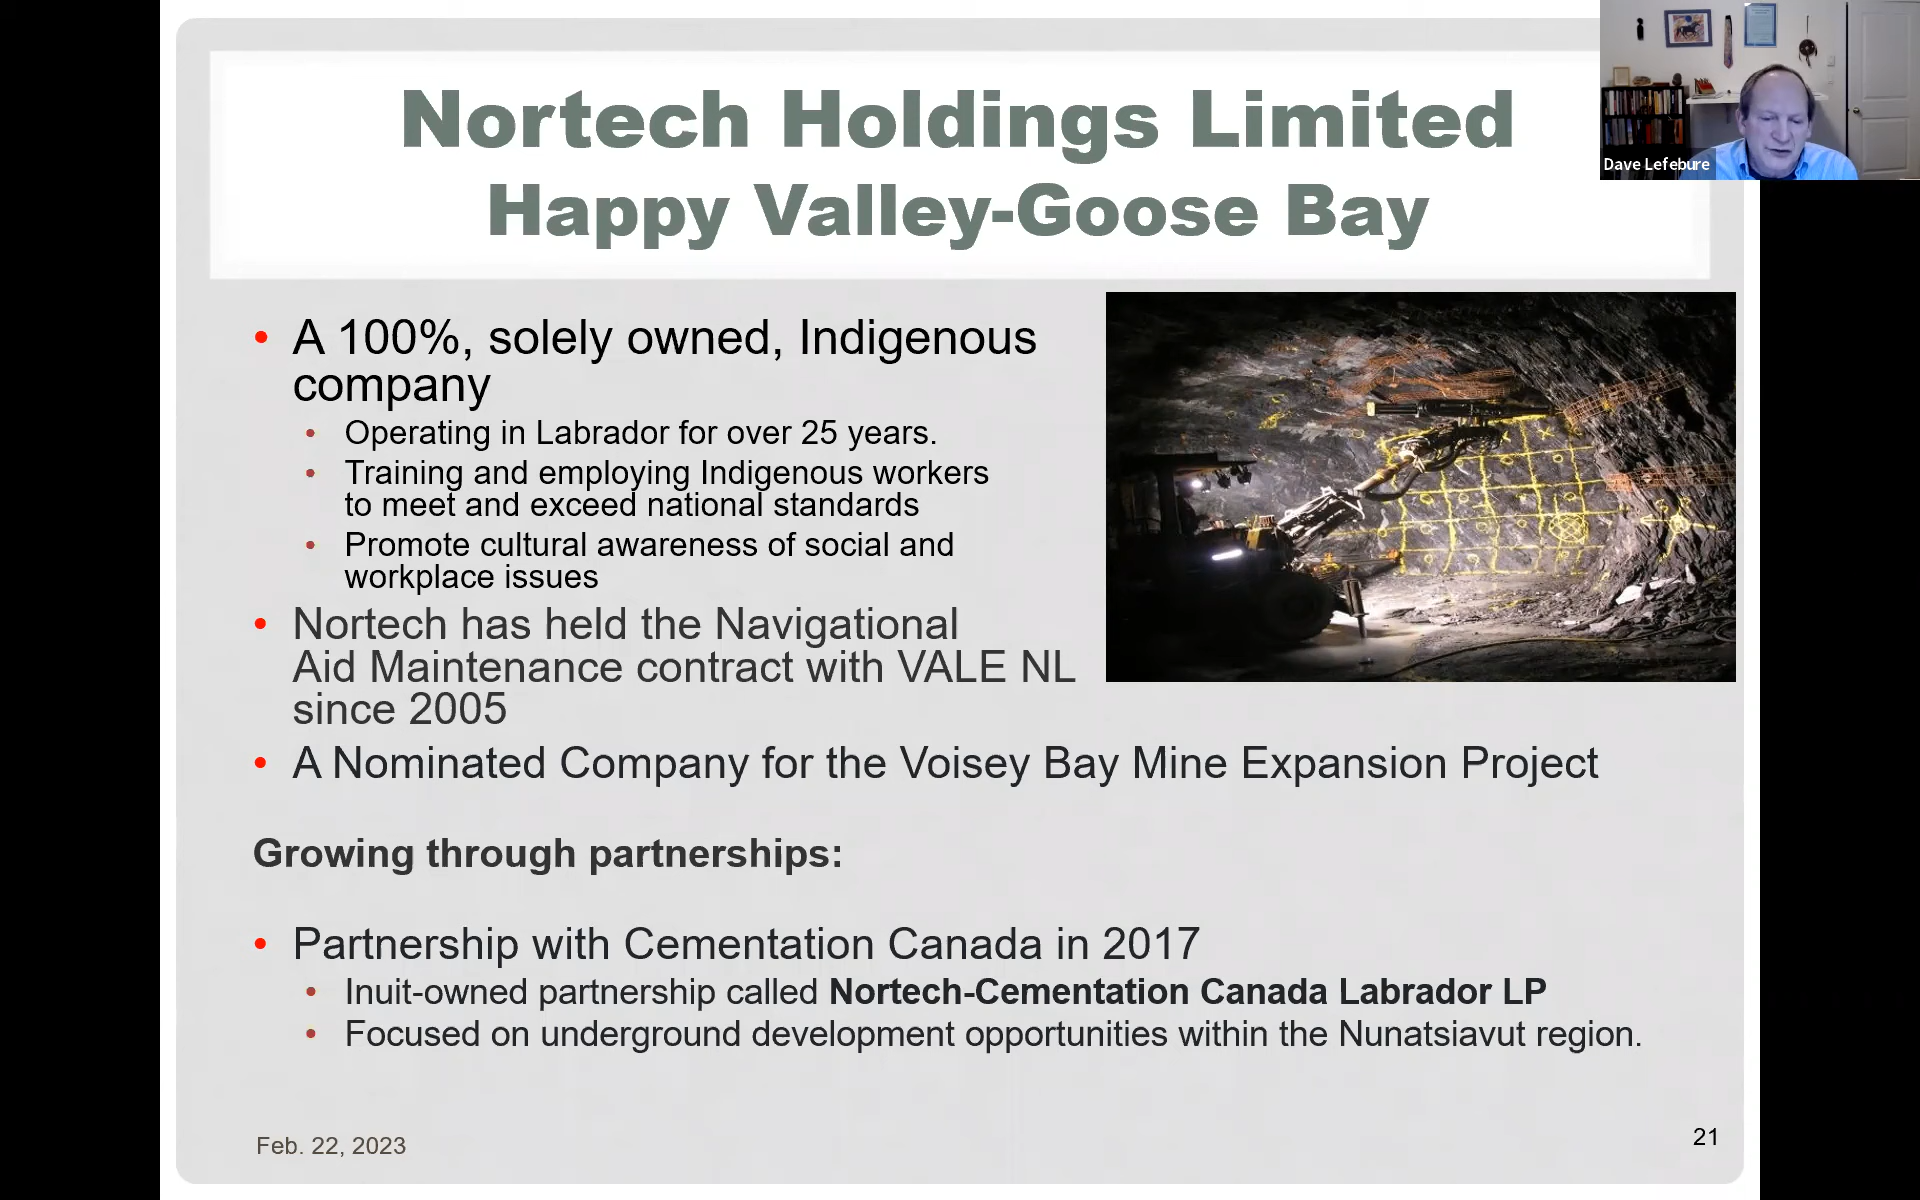 Nortech Holdings Limited
Happy Valley-Goose Bay
Dave Lefebure
• A 100%, solely owned, Indigenous
company
• Operating in Labrador for over 25 years.
• Training and employing Indigenous workers
to meet and exceed national standards
• Promote cultural awareness of social and
workplace issues
• Nortech has held the Navigational
Aid Maintenance contract with VALE NL
since 2005
• A Nominated Company for the Voisey Bay Mine Expansion Project
Growing through partnerships:
• Partnership with Cementation Canada in 2017
• Inuit-owned partnership called Nortech-Cementation Canada Labrador LP
• Focused on underground development opportunities within the Nunatsiavut region.
Feb. 22, 2023
21